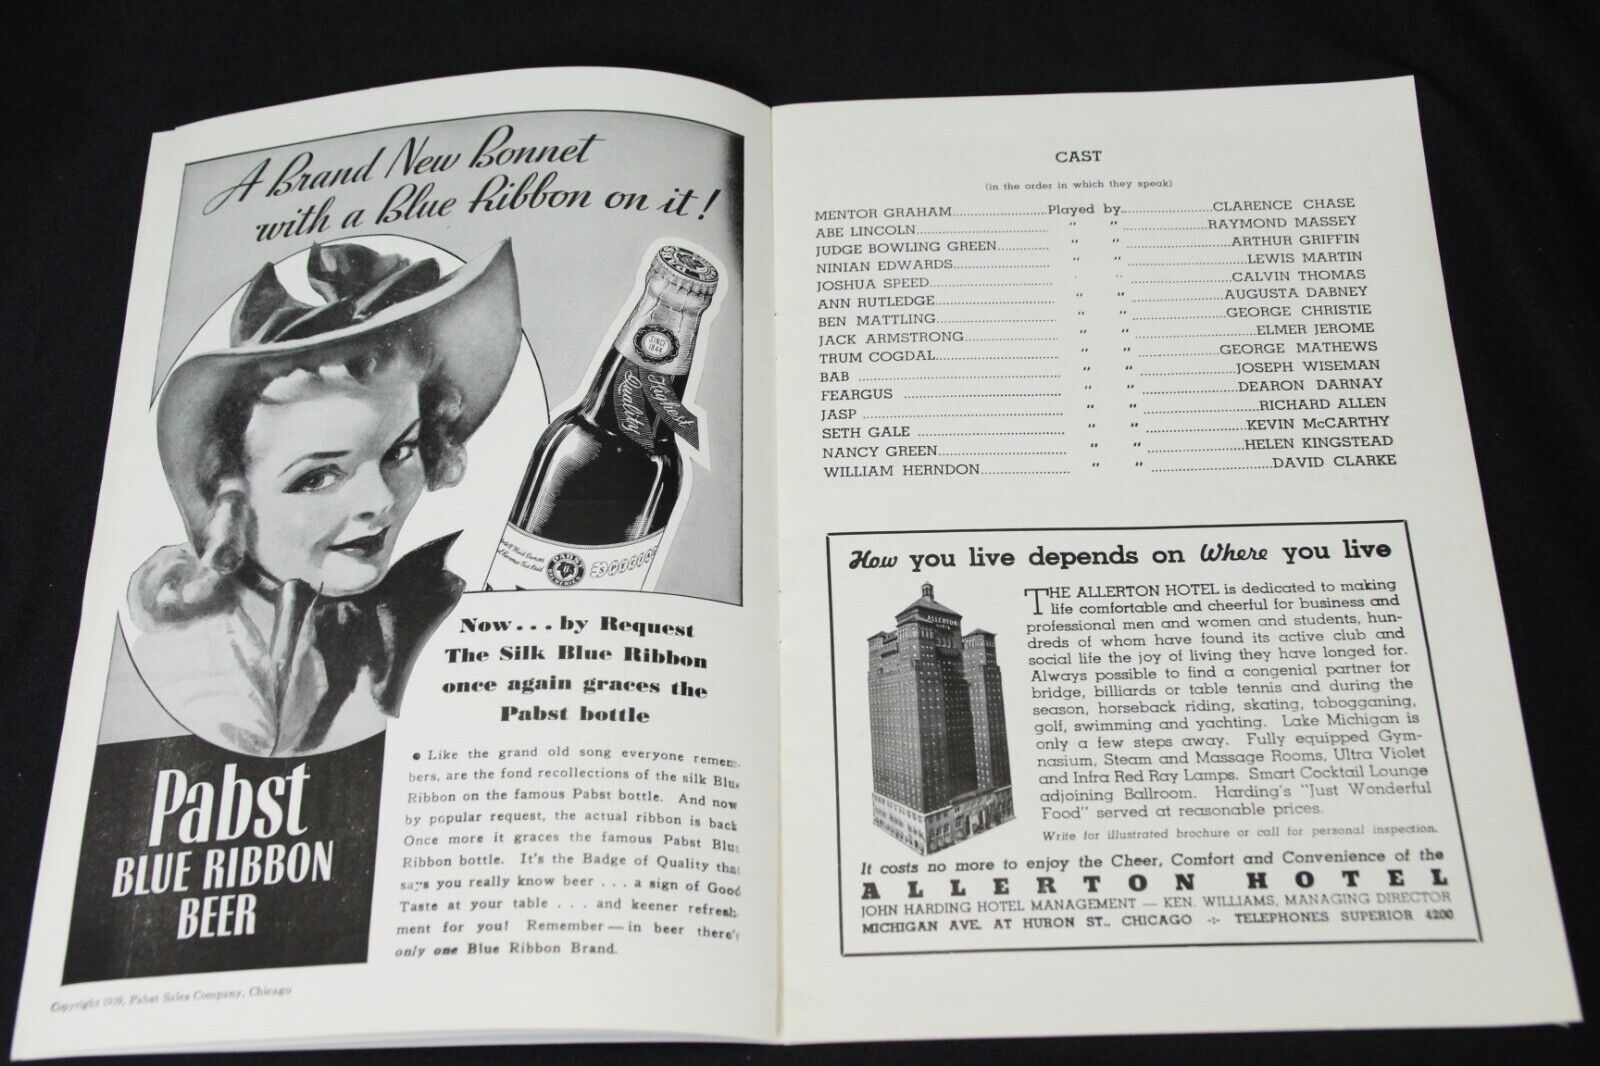 A Brand New Bonnet
with a Blue Ribbon on it!
SINCE
1844
Highest
Quality
PABST
Now... by Request
The Silk Blue Ribbon
once again graces the
Pabst bottle
• Like the grand old song everyone remem-
bers, are the fond recollections of the silk Blue
Ribbon on the famous Pabst bottle. And now
by popular request, the actual ribbon is back
Once more it graces the famous Pabst Blue
Ribbon bottle. It's the Badge of Quality that
says you really know beer . . . a sign of Good
Taste at your table . . . and keener refresh-
ment for you! Remember—in beer there's
only one Blue Ribbon Brand.
Pabst
BLUE RIBBON
BEER
Copyright 1939, Pabst Sales Company, Chicago
CAST
(in the order in which they speak)
MENTOR GRAHAM..........Played by..........CLARENCE CHASE
ABE LINCOLN.......... " " ..........RAYMOND MASSEY
JUDGE BOWLING GREEN.......... " " ..........ARTHUR GRIFFIN
NINIAN EDWARDS.......... " " ..........LEWIS MARTIN
JOSHUA SPEED.......... " " ..........CALVIN THOMAS
ANN RUTLEDGE.......... " " ..........AUGUSTA DABNEY
BEN MATTLING.......... " " ..........GEORGE CHRISTIE
JACK ARMSTRONG.......... " " ..........ELMER JEROME
TRUM COGDAL.......... " " ..........GEORGE MATHEWS
BAB .......... " " ..........JOSEPH WISEMAN
FEARGUS .......... " " ..........DEARON DARNAY
JASP .......... " " ..........RICHARD ALLEN
SETH GALE .......... " " ..........KEVIN McCARTHY
NANCY GREEN.......... " " ..........HELEN KINGSTEAD
WILLIAM HERNDON.......... " " ..........DAVID CLARKE
How you live depends on Where you live
ALLERTON
THE ALLERTON HOTEL is dedicated to making
life comfortable and cheerful for business and
professional men and women and students, hun-
dreds of whom have found its active club and
social life the joy of living they have longed for.
Always possible to find a congenial partner for
bridge, billiards or table tennis and during the
season, horseback riding, skating, tobogganing,
golf, swimming and yachting. Lake Michigan is
only a few steps away. Fully equipped Gym-
nasium, Steam and Massage Rooms, Ultra Violet
and Infra Red Ray Lamps. Smart Cocktail Lounge
adjoining Ballroom. Harding's "Just Wonderful
Food" served at reasonable prices.
Write for illustrated brochure or call for personal inspection.
It costs no more to enjoy the Cheer, Comfort and Convenience of the
ALLERTON HOTEL
JOHN HARDING HOTEL MANAGEMENT — KEN. WILLIAMS, MANAGING DIRECTOR
MICHIGAN AVE. AT HURON ST., CHICAGO -:- TELEPHONES SUPERIOR 4200